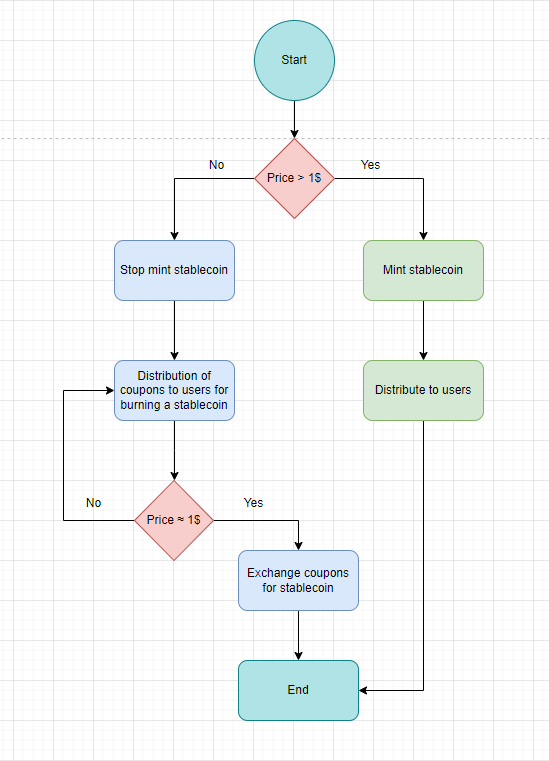 Start
No
Yes
Price > 1$
Stop mint stablecoin
Mint stablecoin
Distribution of
coupons to users for
burning a stablecoin
Distribute to users
No
Yes
Price ≈ 1$
Exchange coupons
for stablecoin
End